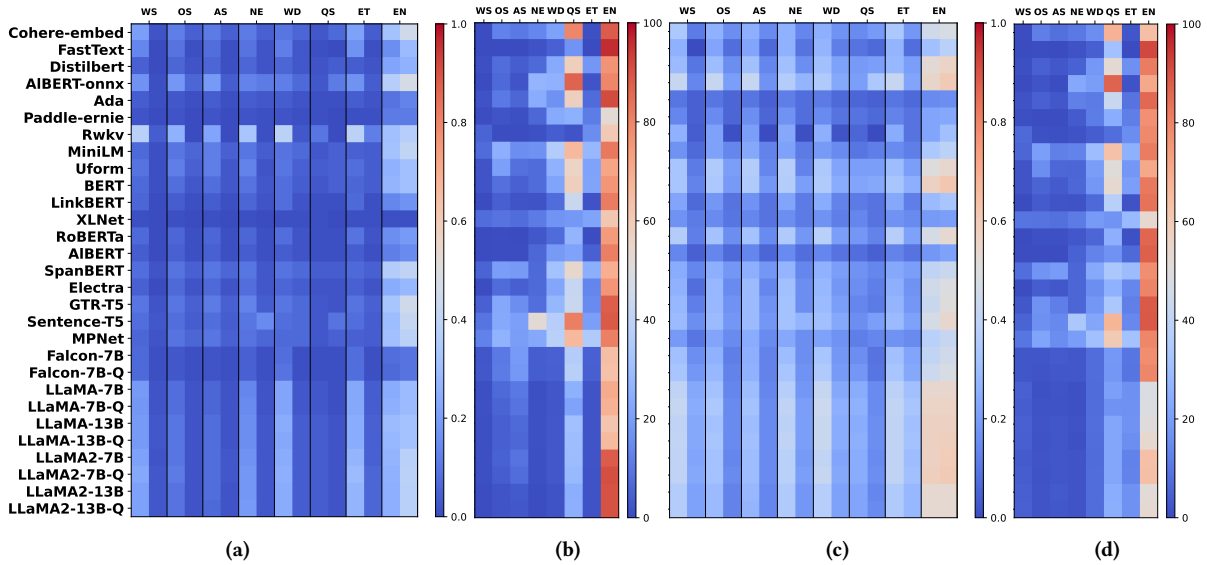 WS OS AS NE WD QS ET EN
WS OS AS NE WD QS ET EN
WS OS AS NE WD QS ET EN
WS OS AS NE WD QS ET EN
Cohere-embed
FastText
Distilbert
AlBERT-onnx
Ada
Paddle-ernie
Rwkv
MiniLM
Uform
BERT
LinkBERT
XLNet
RoBERTa
AlBERT
SpanBERT
Electra
GTR-T5
Sentence-T5
MPNet
Falcon-7B
Falcon-7B-Q
LLaMA-7B
LLaMA-7B-Q
LLaMA-13B
LLaMA-13B-Q
LLaMA2-7B
LLaMA2-7B-Q
LLaMA2-13B
LLaMA2-13B-Q
1.0
0.8
0.6
0.4
0.2
0.0
100
80
60
40
20
0
1.0
0.8
0.6
0.4
0.2
0.0
100
80
60
40
20
0
(a)
(b)
(c)
(d)